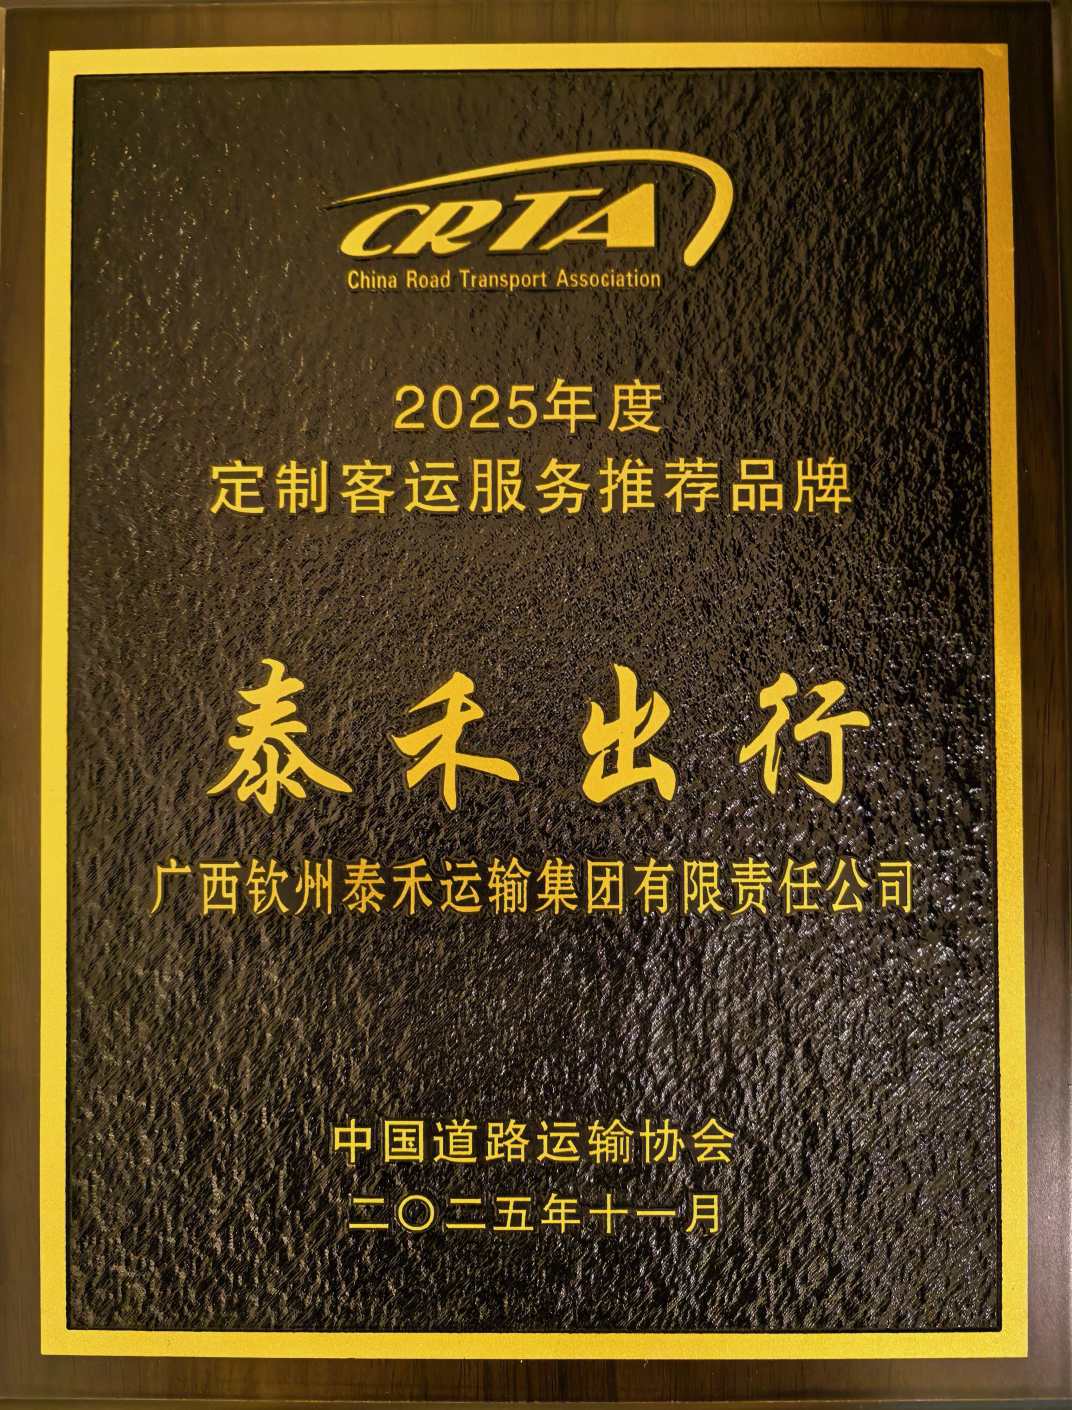 CRTA
China Road Transport Association
2025年度
定制客运服务推荐品牌
泰禾出行
广西钦州泰禾运输集团有限责任公司
中国道路运输协会
二〇二五年十一月